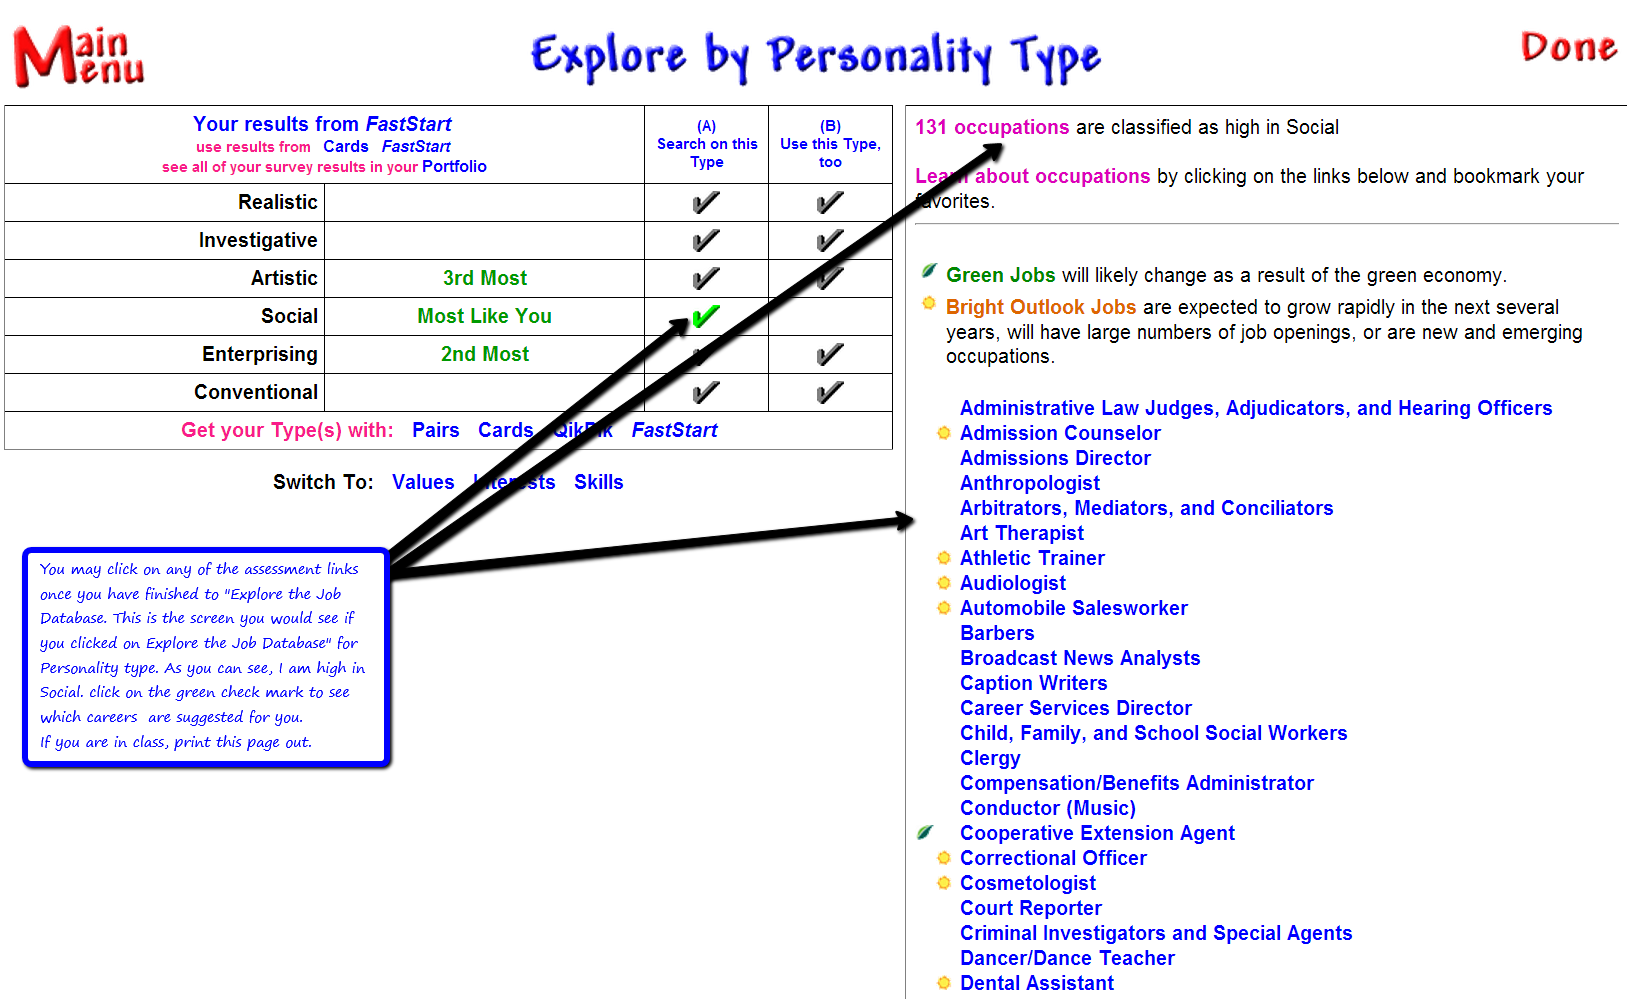 Main Menu
Explore by Personality Type
Done
Your results from FastStart
use results from Cards FastStart
see all of your survey results in your Portfolio
(A)
Search on this
Type
(B)
Use this Type,
too
Realistic
Investigative
Artistic 3rd Most
Social Most Like You
Enterprising 2nd Most
Conventional
Get your Type(s) with: Pairs Cards QikPik FastStart
Switch To: Values Interests Skills
You may click on any of the assessment links
once you have finished to "Explore the Job
Database. This is the screen you would see if
you clicked on Explore the Job Database" for
Personality type. As you can see, I am high in
Social. click on the green check mark to see
which careers are suggested for you.
If you are in class, print this page out.
131 occupations are classified as high in Social
Learn about occupations by clicking on the links below and bookmark your
favorites.
Green Jobs will likely change as a result of the green economy.
Bright Outlook Jobs are expected to grow rapidly in the next several
years, will have large numbers of job openings, or are new and emerging
occupations.
Administrative Law Judges, Adjudicators, and Hearing Officers
Admission Counselor
Admissions Director
Anthropologist
Arbitrators, Mediators, and Conciliators
Art Therapist
Athletic Trainer
Audiologist
Automobile Salesworker
Barbers
Broadcast News Analysts
Caption Writers
Career Services Director
Child, Family, and School Social Workers
Clergy
Compensation/Benefits Administrator
Conductor (Music)
Cooperative Extension Agent
Correctional Officer
Cosmetologist
Court Reporter
Criminal Investigators and Special Agents
Dancer/Dance Teacher
Dental Assistant